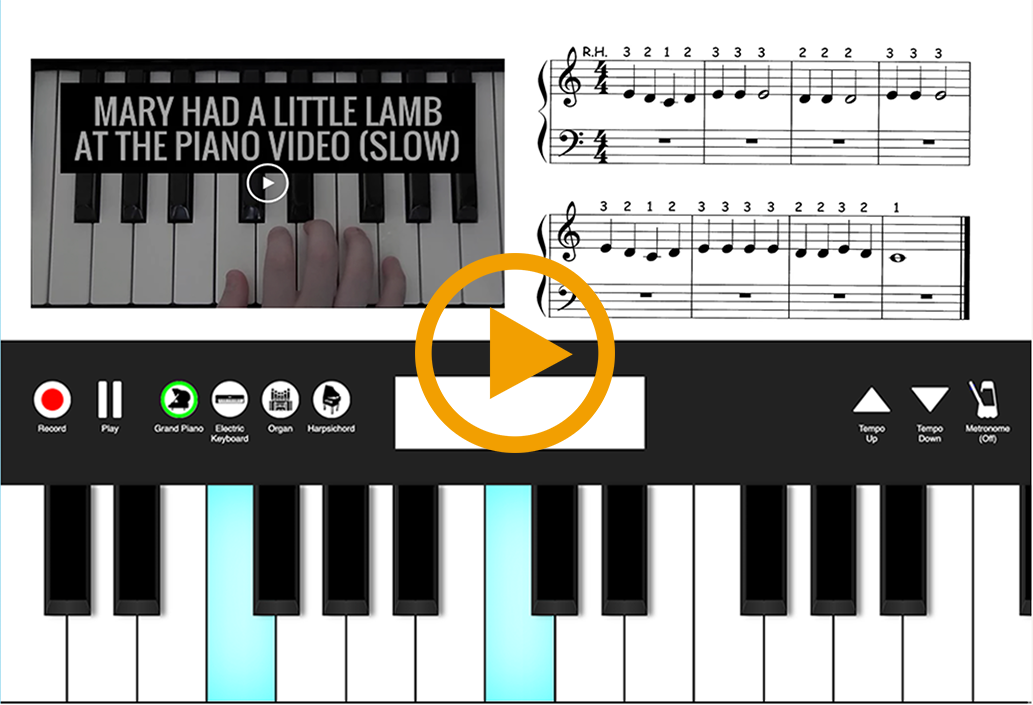 MARY HAD A LITTLE LAMB
AT THE PIANO VIDEO (SLOW)
R.H. 3 2 1 2 3 3 3 2 2 2 3 3 3
4
4
4
4
3 2 1 2 3 3 3 3 2 2 3 2 1
Record
Play
Grand Piano
Electric
Keyboard
Organ
Harpsichord
Tempo
Up
Tempo
Down
Metronome
(Off)